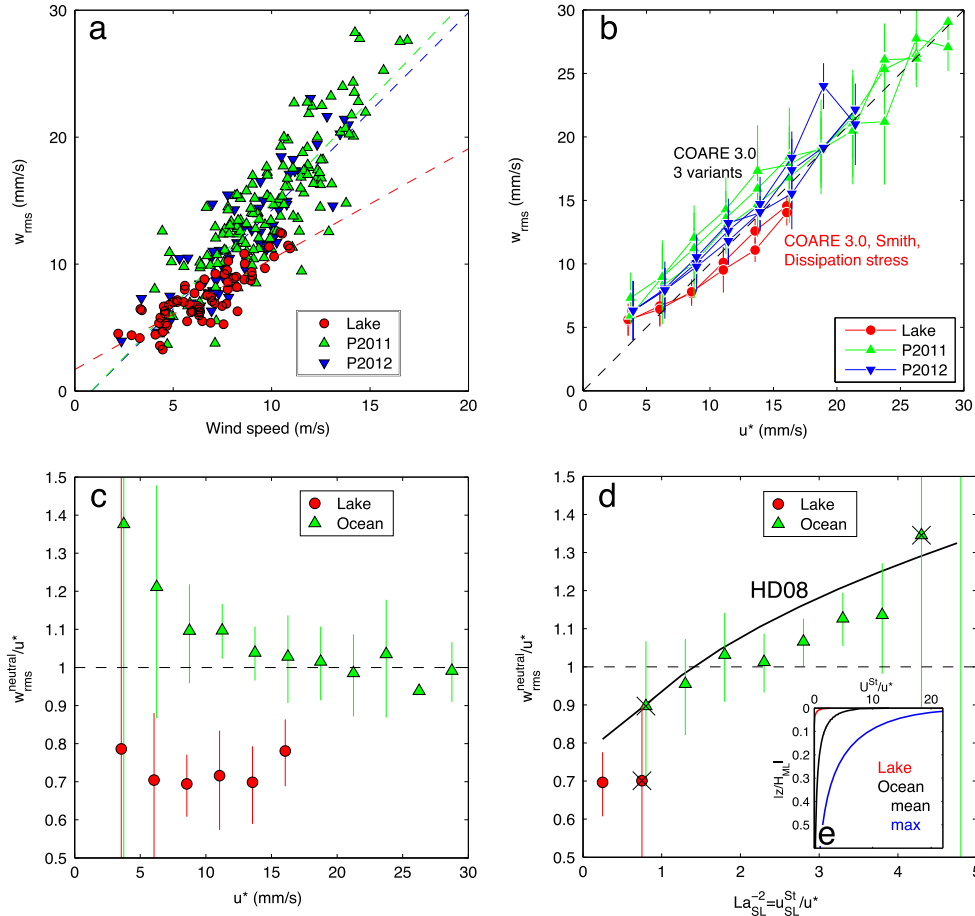 a
w_rms (mm/s)
30
20
10
0
0 5 10 15 20
Wind speed (m/s)
Lake
P2011
P2012
b
w_rms (mm/s)
30
25
20
15
10
5
0
0 5 10 15 20 25 30
u* (mm/s)
COARE 3.0
3 variants
COARE 3.0, Smith,
Dissipation stress
Lake
P2011
P2012
c
w_rms^neutral/u*
1.5
1.4
1.3
1.2
1.1
1
0.9
0.8
0.7
0.6
0.5
0 5 10 15 20 25 30
u* (mm/s)
Lake
Ocean
d
w_rms^neutral/u*
1.5
1.4
1.3
1.2
1.1
1
0.9
0.8
0.7
0.6
0.5
0 1 2 3 4 5
La_SL^-2=u_SL^St/u*
Lake
Ocean
HD08
U^St/u*
0 10 20
|z/H_ML|
0
0.1
0.2
0.3
0.4
0.5
Lake
Ocean
mean
max
e